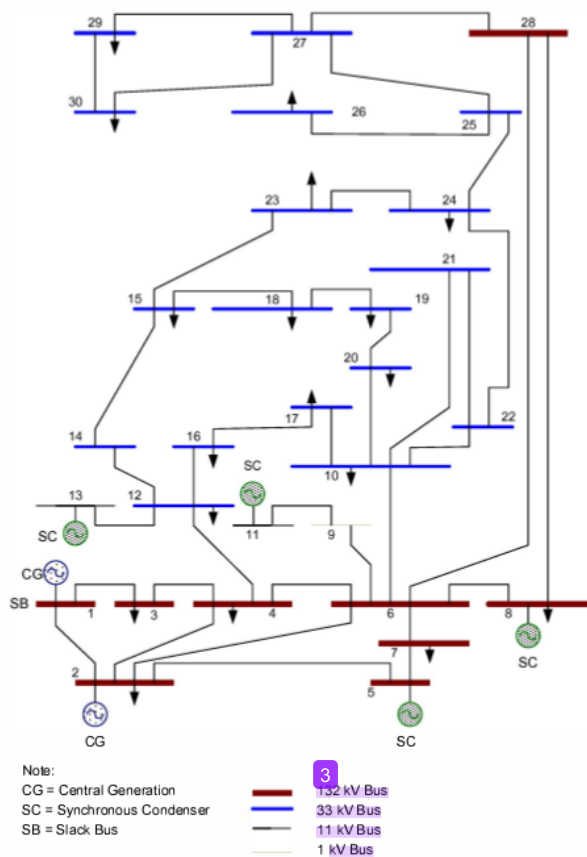 29
27
28
30
26
25
23
24
21
15
18
19
20
17
22
14
16
10
SC
13
12
SC
11
9
CG
SB
1
3
4
6
8
7
SC
2
5
CG
SC
Note:
3
CG = Central Generation
132 kV Bus
SC = Synchronous Condenser
33 kV Bus
SB = Slack Bus
11 kV Bus
1 kV Bus